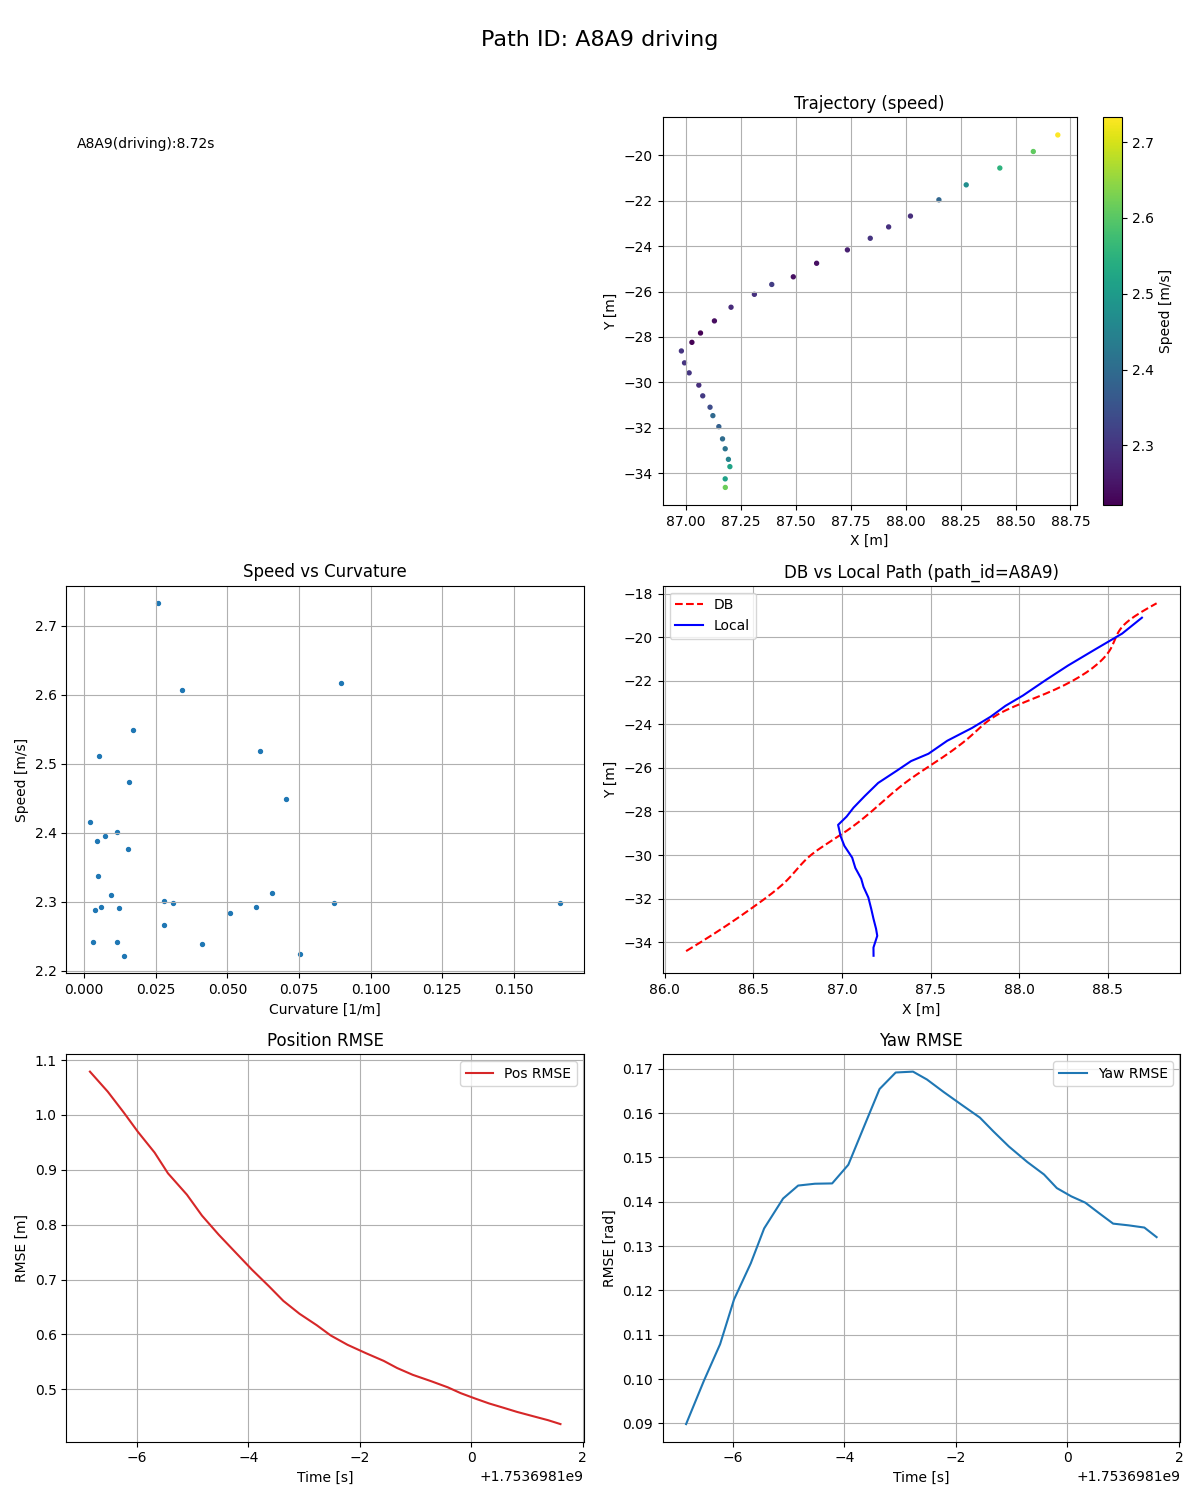 Path ID: A8A9 driving
A8A9(driving):8.72s
Trajectory (speed)
−20
−22
−24
−26
−28
−30
−32
−34
Y [m]
87.00 87.25 87.50 87.75 88.00 88.25 88.50 88.75
X [m]
2.7
2.6
2.5
2.4
2.3
Speed [m/s]
Speed vs Curvature
2.7
2.6
2.5
2.4
2.3
2.2
Speed [m/s]
0.000 0.025 0.050 0.075 0.100 0.125 0.150
Curvature [1/m]
DB vs Local Path (path_id=A8A9)
DB
Local
−18
−20
−22
−24
−26
−28
−30
−32
−34
Y [m]
86.0 86.5 87.0 87.5 88.0 88.5
X [m]
Position RMSE
Pos RMSE
1.1
1.0
0.9
0.8
0.7
0.6
0.5
RMSE [m]
−6 −4 −2 0 2
+1.7536981e9
Time [s]
Yaw RMSE
Yaw RMSE
0.17
0.16
0.15
0.14
0.13
0.12
0.11
0.10
0.09
RMSE [rad]
−6 −4 −2 0 2
+1.7536981e9
Time [s]